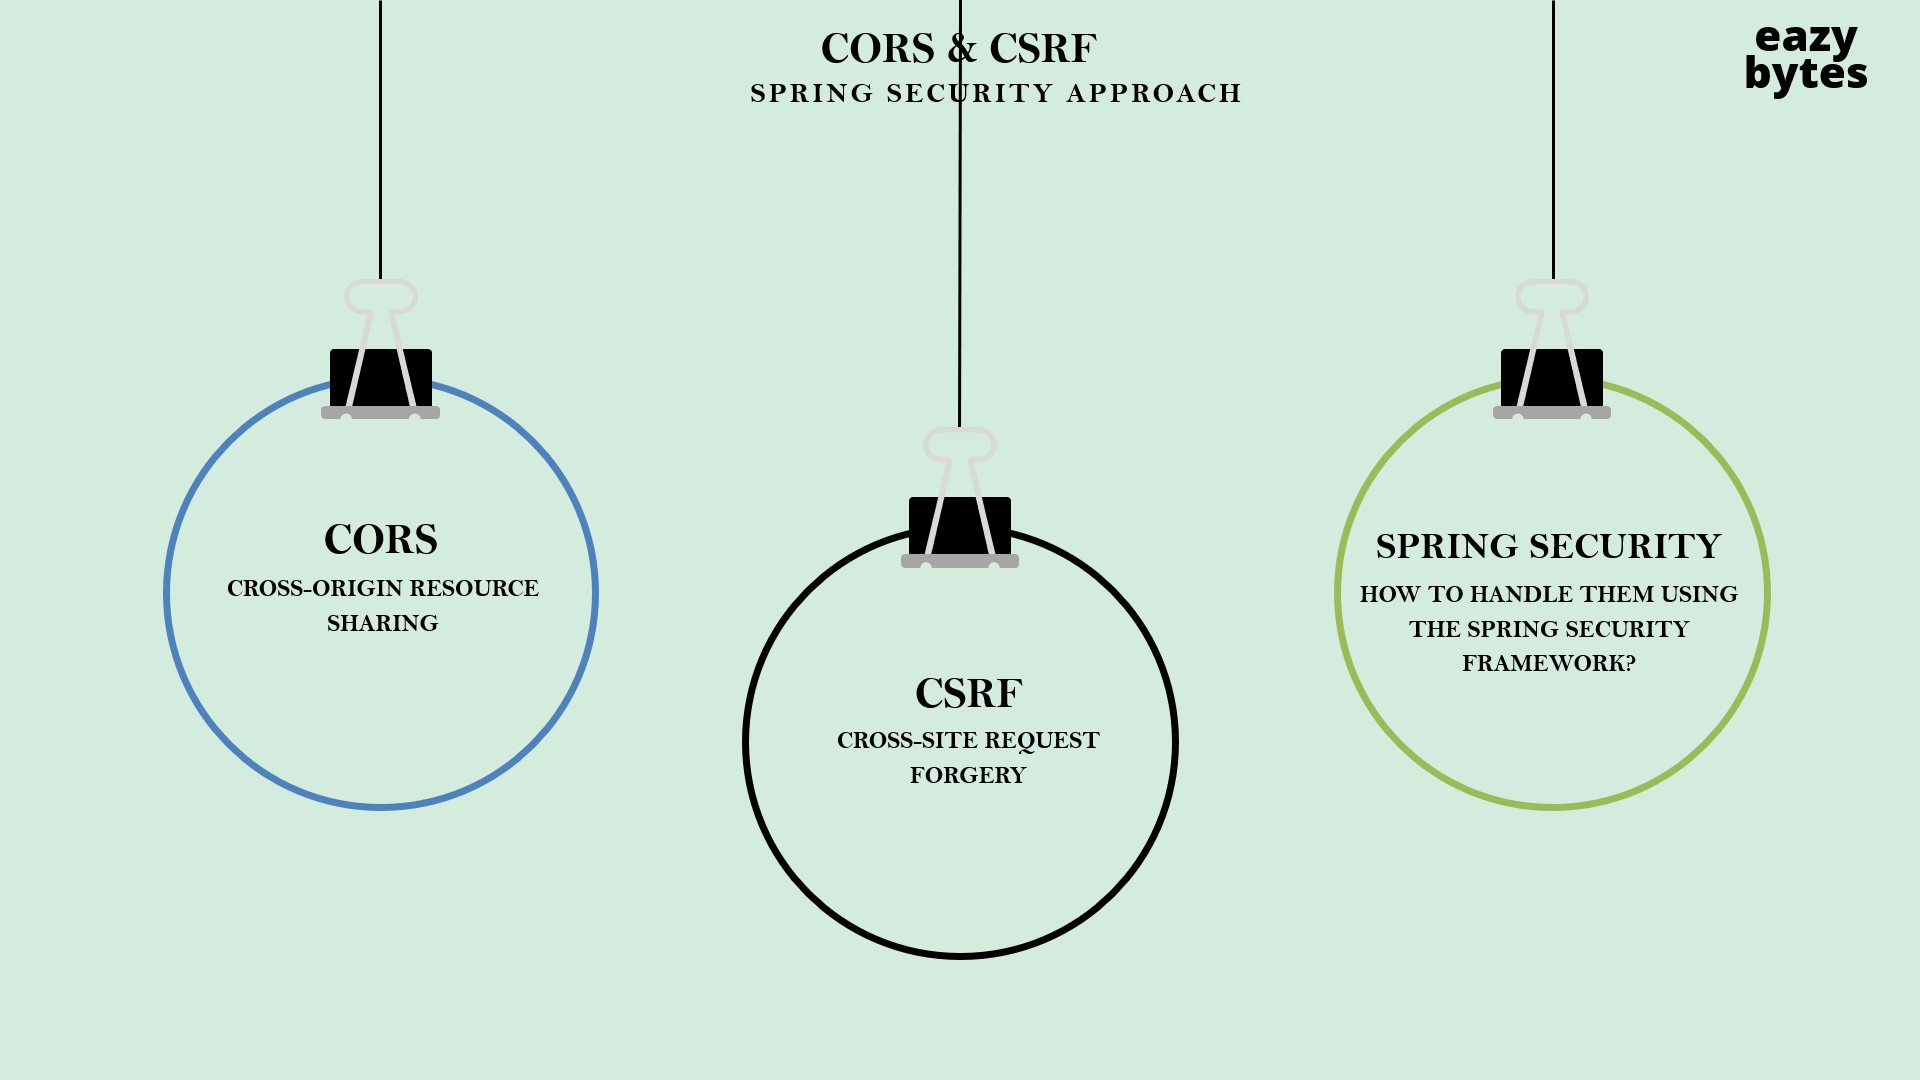 CORS & CSRF
SPRING SECURITY APPROACH
eazy
bytes
CORS
CROSS-ORIGIN RESOURCE
SHARING
CSRF
CROSS-SITE REQUEST
FORGERY
SPRING SECURITY
HOW TO HANDLE THEM USING
THE SPRING SECURITY
FRAMEWORK?